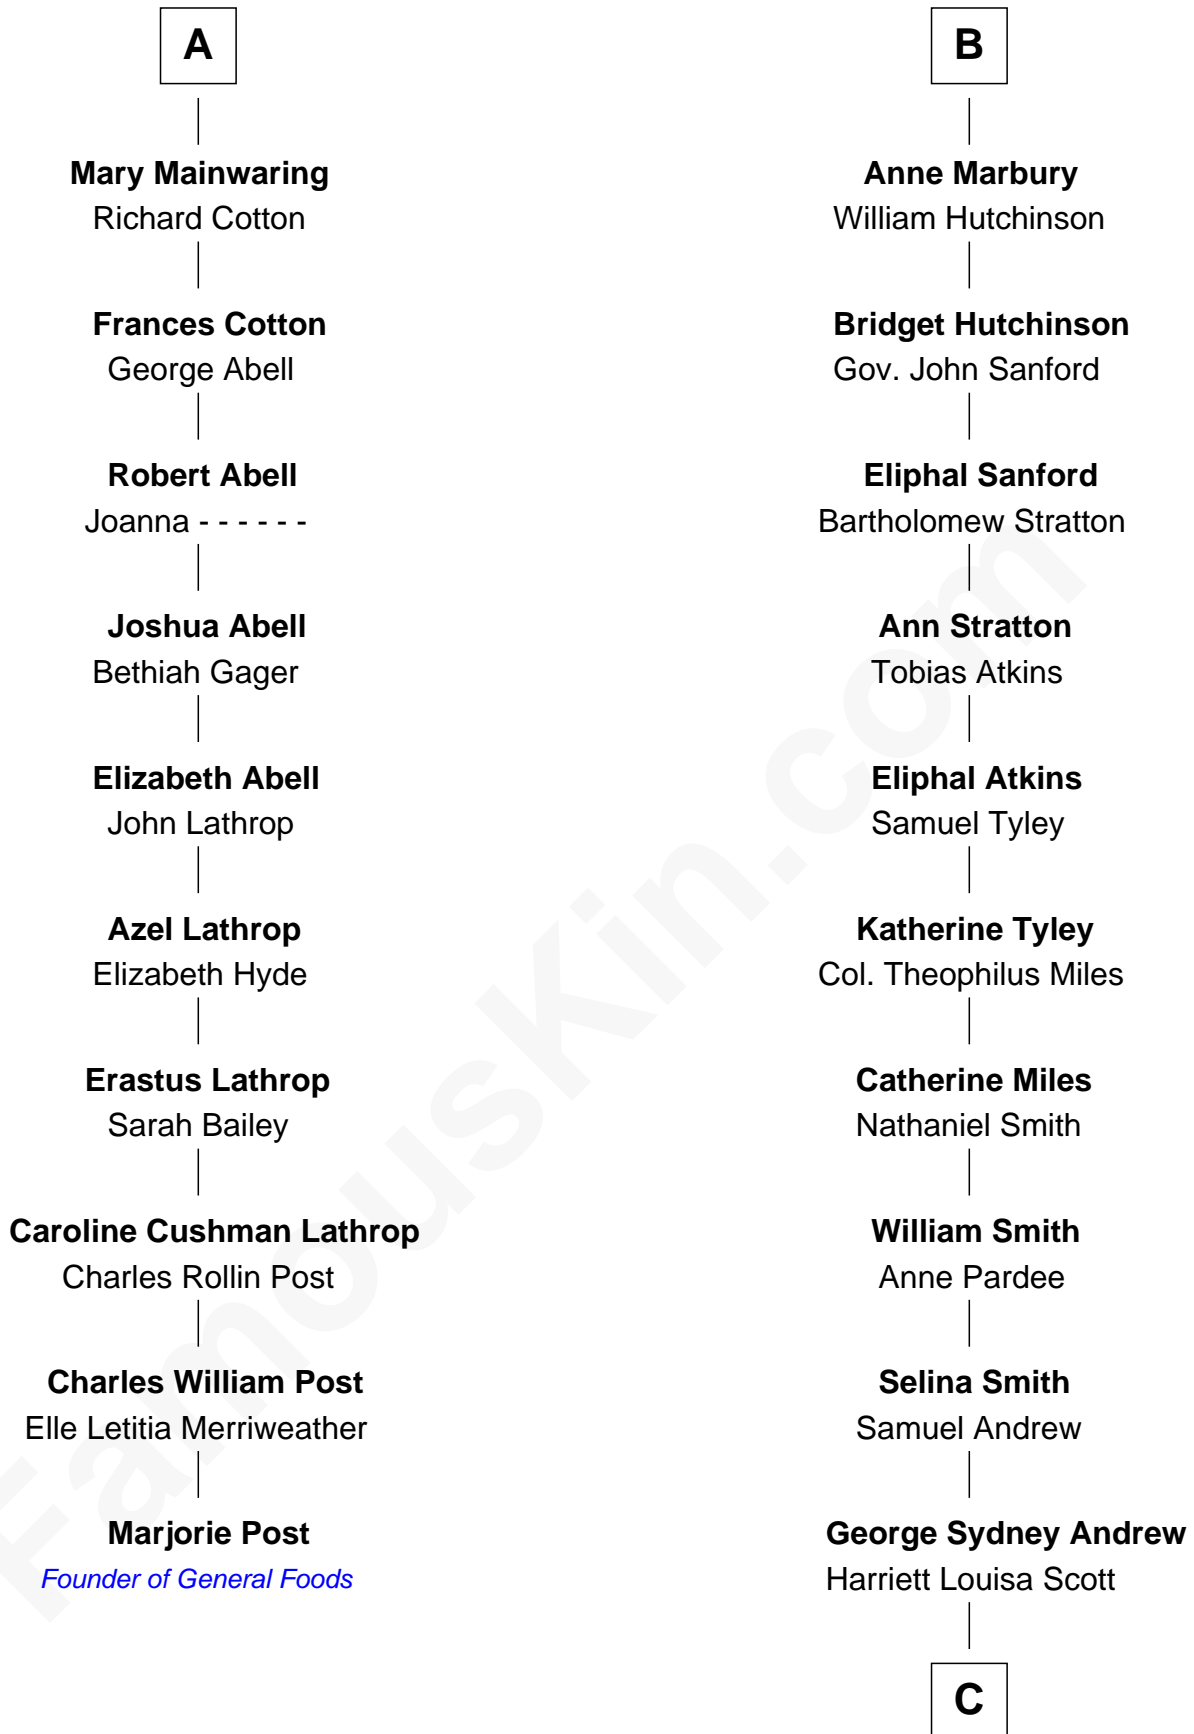 A
Mary Mainwaring
Richard Cotton
Frances Cotton
George Abell
Robert Abell
Joanna - - - - - -
Joshua Abell
Bethiah Gager
Elizabeth Abell
John Lathrop
Azel Lathrop
Elizabeth Hyde
Erastus Lathrop
Sarah Bailey
Caroline Cushman Lathrop
Charles Rollin Post
Charles William Post
Elle Letitia Merriweather
Marjorie Post
Founder of General Foods
B
Anne Marbury
William Hutchinson
Bridget Hutchinson
Gov. John Sanford
Eliphal Sanford
Bartholomew Stratton
Ann Stratton
Tobias Atkins
Eliphal Atkins
Samuel Tyley
Katherine Tyley
Col. Theophilus Miles
Catherine Miles
Nathaniel Smith
William Smith
Anne Pardee
Selina Smith
Samuel Andrew
George Sydney Andrew
Harriett Louisa Scott
C
FamousKin.com